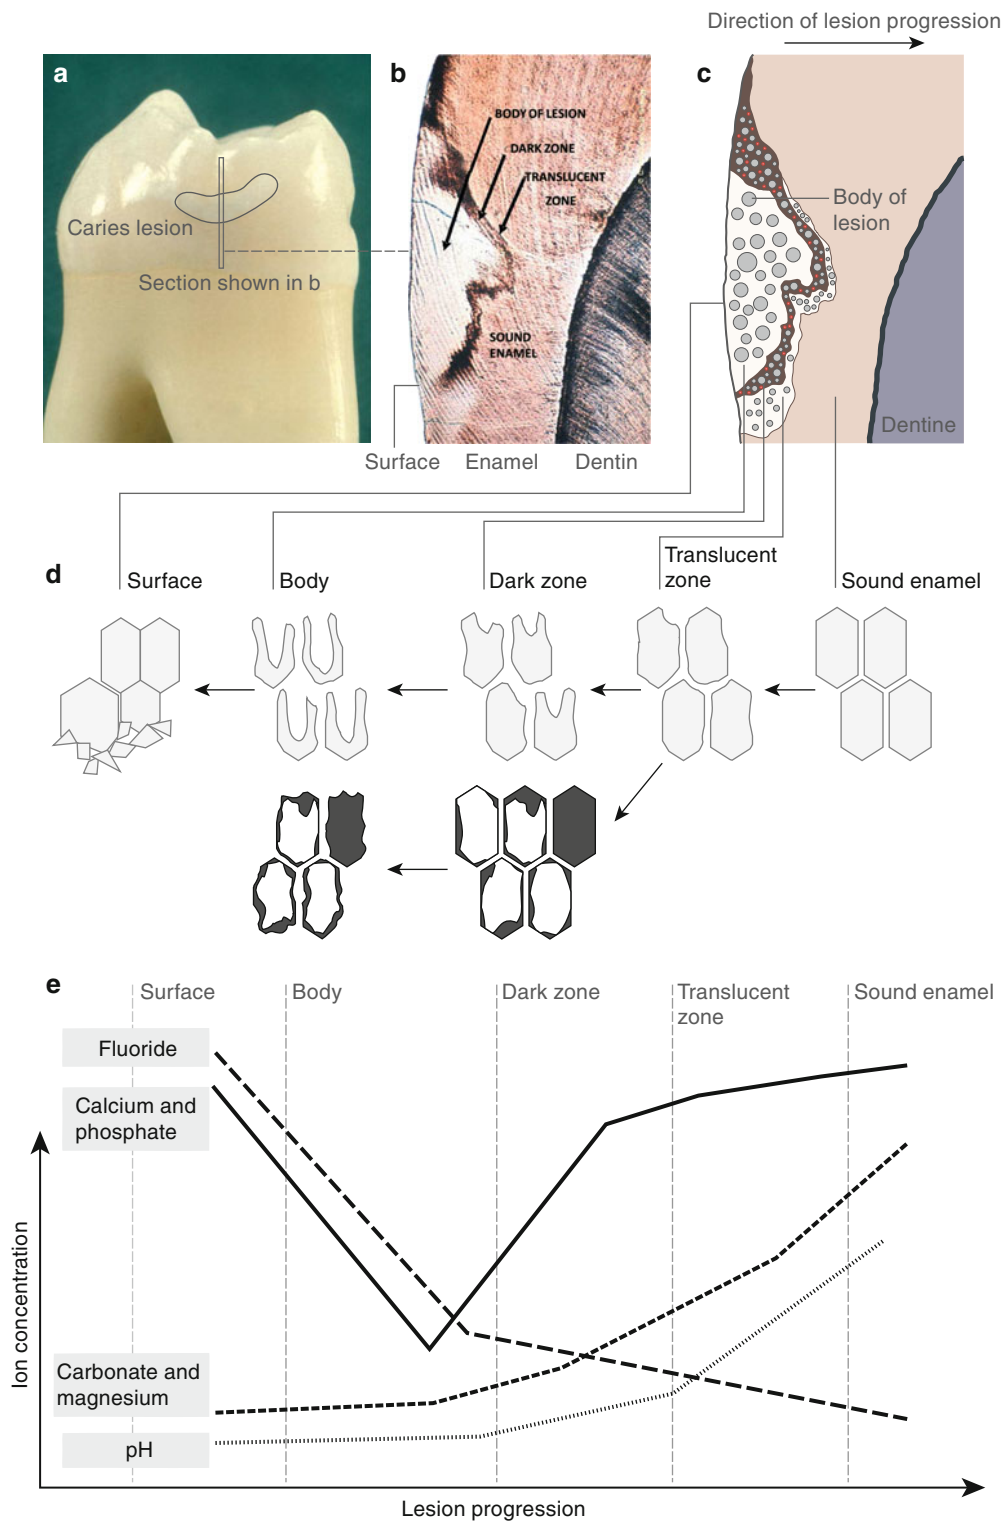 Direction of lesion progression
a
Caries lesion
Section shown in b
b
BODY OF LESION
DARK ZONE
TRANSLUCENT
ZONE
SOUND
ENAMEL
Surface
Enamel
Dentin
c
Body of
lesion
Dentine
d
Surface
Body
Dark zone
Translucent
zone
Sound enamel
e
Surface
Body
Dark zone
Translucent
zone
Sound enamel
Fluoride
Calcium and
phosphate
Carbonate and
magnesium
pH
Ion concentration
Lesion progression